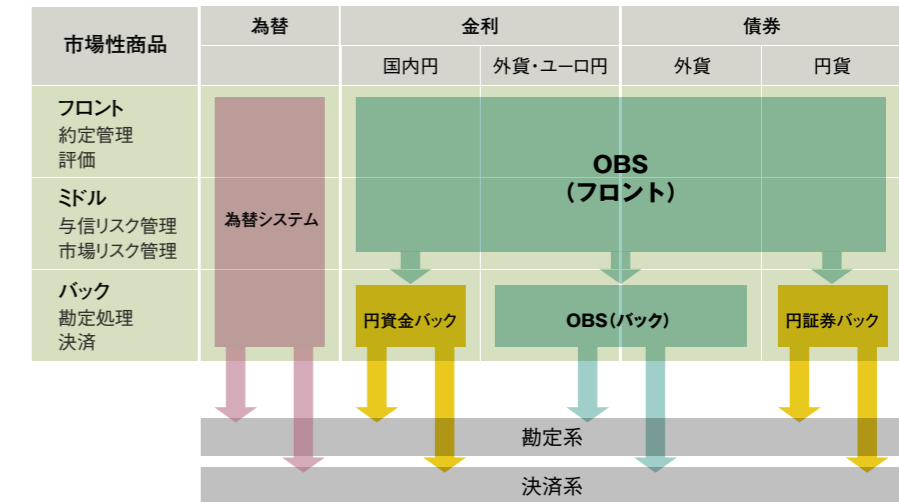 市場性商品
為替
金利
債券
国内円
外貨・ユーロ円
外貨
円貨
フロント
約定管理
評価
ミドル
与信リスク管理
市場リスク管理
バック
勘定処理
決済
為替システム
OBS
(フロント)
円資金バック
OBS(バック)
円証券バック
勘定系
決済系